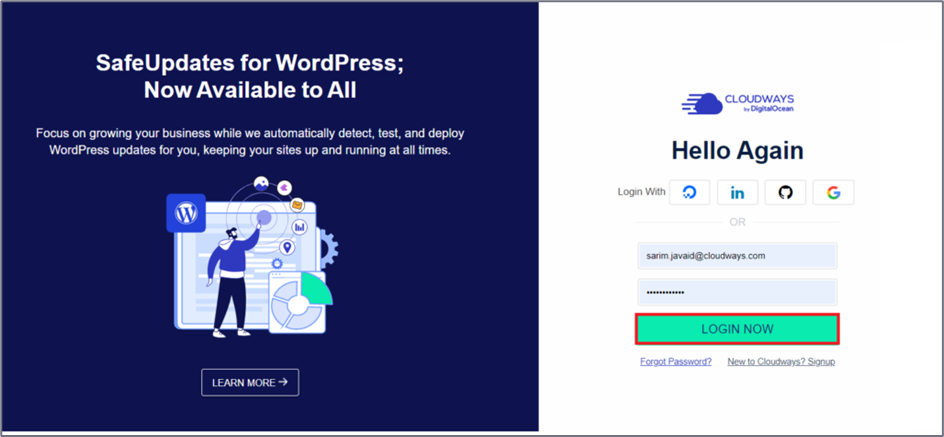 SafeUpdates for WordPress;
Now Available to All
Focus on growing your business while we automatically detect, test, and deploy
WordPress updates for you, keeping your sites up and running at all times.
LEARN MORE →
CLOUDWAYS
by DigitalOcean
Hello Again
Login With
OR
sarim.javaid@cloudways.com
••••••••••••
LOGIN NOW
Forgot Password? New to Cloudways? Signup